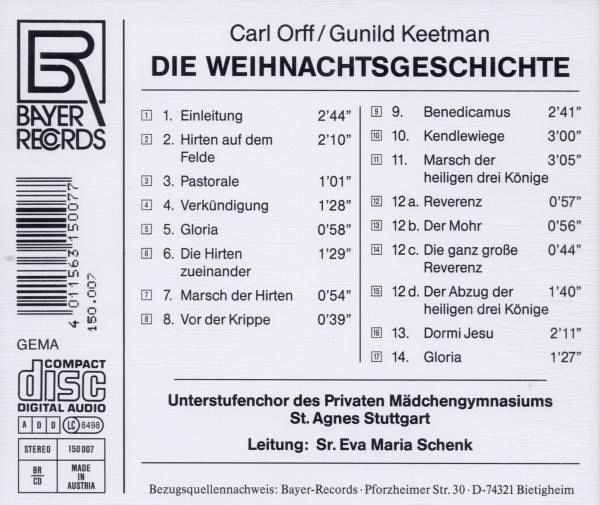 Carl Orff/Gunild Keetman
DIE WEIHNACHTSGESCHICHTE
BR
BAYER
RECORDS
1 1. Einleitung 2'44"
2 2. Hirten auf dem
Felde 2'10"
3 3. Pastorale 1'01"
4 4. Verkündigung 1'28"
5 5. Gloria 0'58"
6 6. Die Hirten
zueinander 1'29"
7 7. Marsch der Hirten 0'54"
8 8. Vor der Krippe 0'39"
9 9. Benedicamus 2'41"
10 10. Kendlewiege 3'00"
11 11. Marsch der
heiligen drei Könige 3'05"
12 12a. Reverenz 0'57"
13 12b. Der Mohr 0'56"
14 12c. Die ganz große
Reverenz 0'44"
15 12d. Der Abzug der
heiligen drei Könige 1'40"
16 13. Dormi Jesu 2'11"
17 14. Gloria 1'27"
4 011563 150077
150.007
GEMA
COMPACT
disc
DIGITAL AUDIO
A D D LC 8498
STEREO 150 007
BR
CD
MADE IN
AUSTRIA
Unterstufenchor des Privaten Mädchengymnasiums
St. Agnes Stuttgart
Leitung: Sr. Eva Maria Schenk
Bezugsquellennachweis: Bayer-Records · Pforzheimer Str. 30 · D-74321 Bietigheim